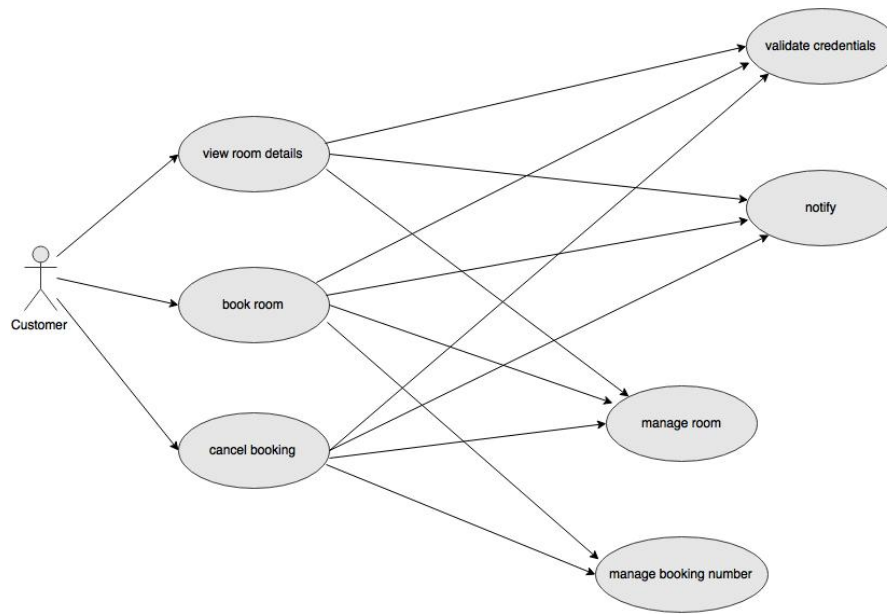 validate credentials
view room details
notify
Customer
book room
manage room
cancel booking
manage booking number